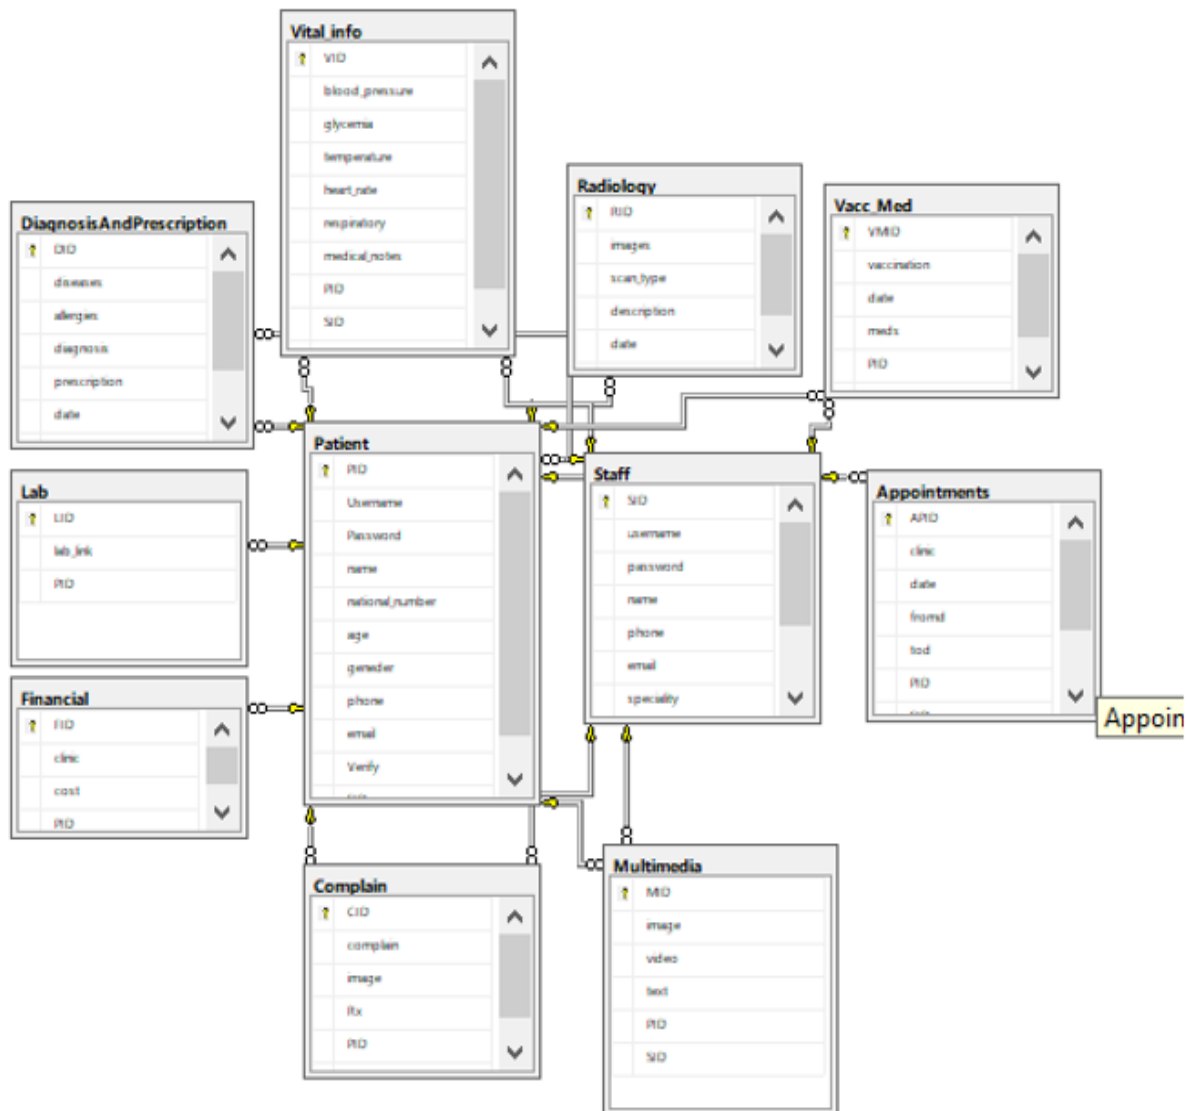 Vital_info
VID
blood_pressure
glycemia
temperature
heart_rate
respiratory
medical_notes
PID
SID
Radiology
RID
images
scan_type
description
date
Vacc_Med
VMID
vaccination
date
meds
PID
DiagnosisAndPrescription
DID
diseases
allergies
diagnosis
prescription
date
Patient
PID
Username
Password
name
national_number
age
geneder
phone
email
Verify
Staff
SID
username
password
name
phone
email
speciality
Appointments
APID
clinic
date
fromd
tod
PID
Appoin
Lab
LID
lab_link
PID
Financial
FID
clinic
cost
PID
Complain
CID
complain
image
Rx
PID
Multimedia
MID
image
video
text
PID
SID